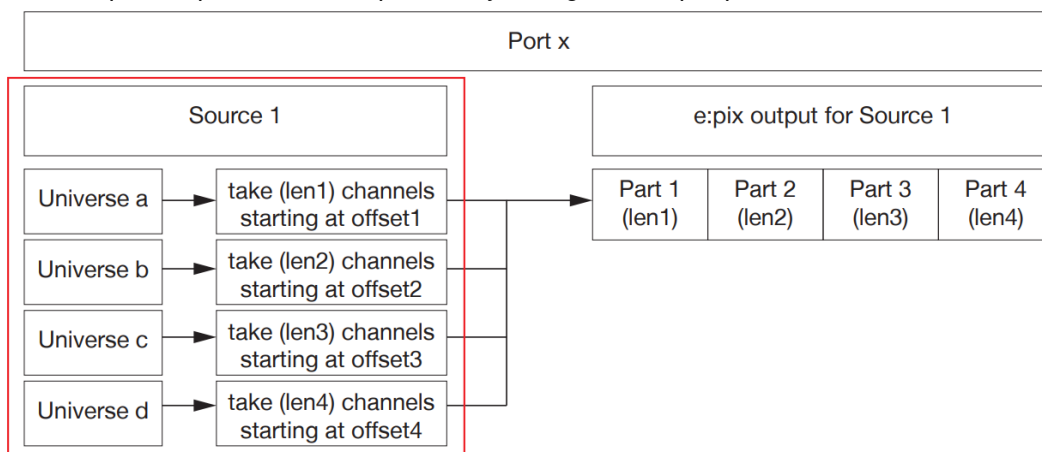 Port x
Source 1
e:pix output for Source 1
Universe a
take (len1) channels
starting at offset1
Part 1
(len1)
Part 2
(len2)
Part 3
(len3)
Part 4
(len4)
Universe b
take (len2) channels
starting at offset2
Universe c
take (len3) channels
starting at offset3
Universe d
take (len4) channels
starting at offset4